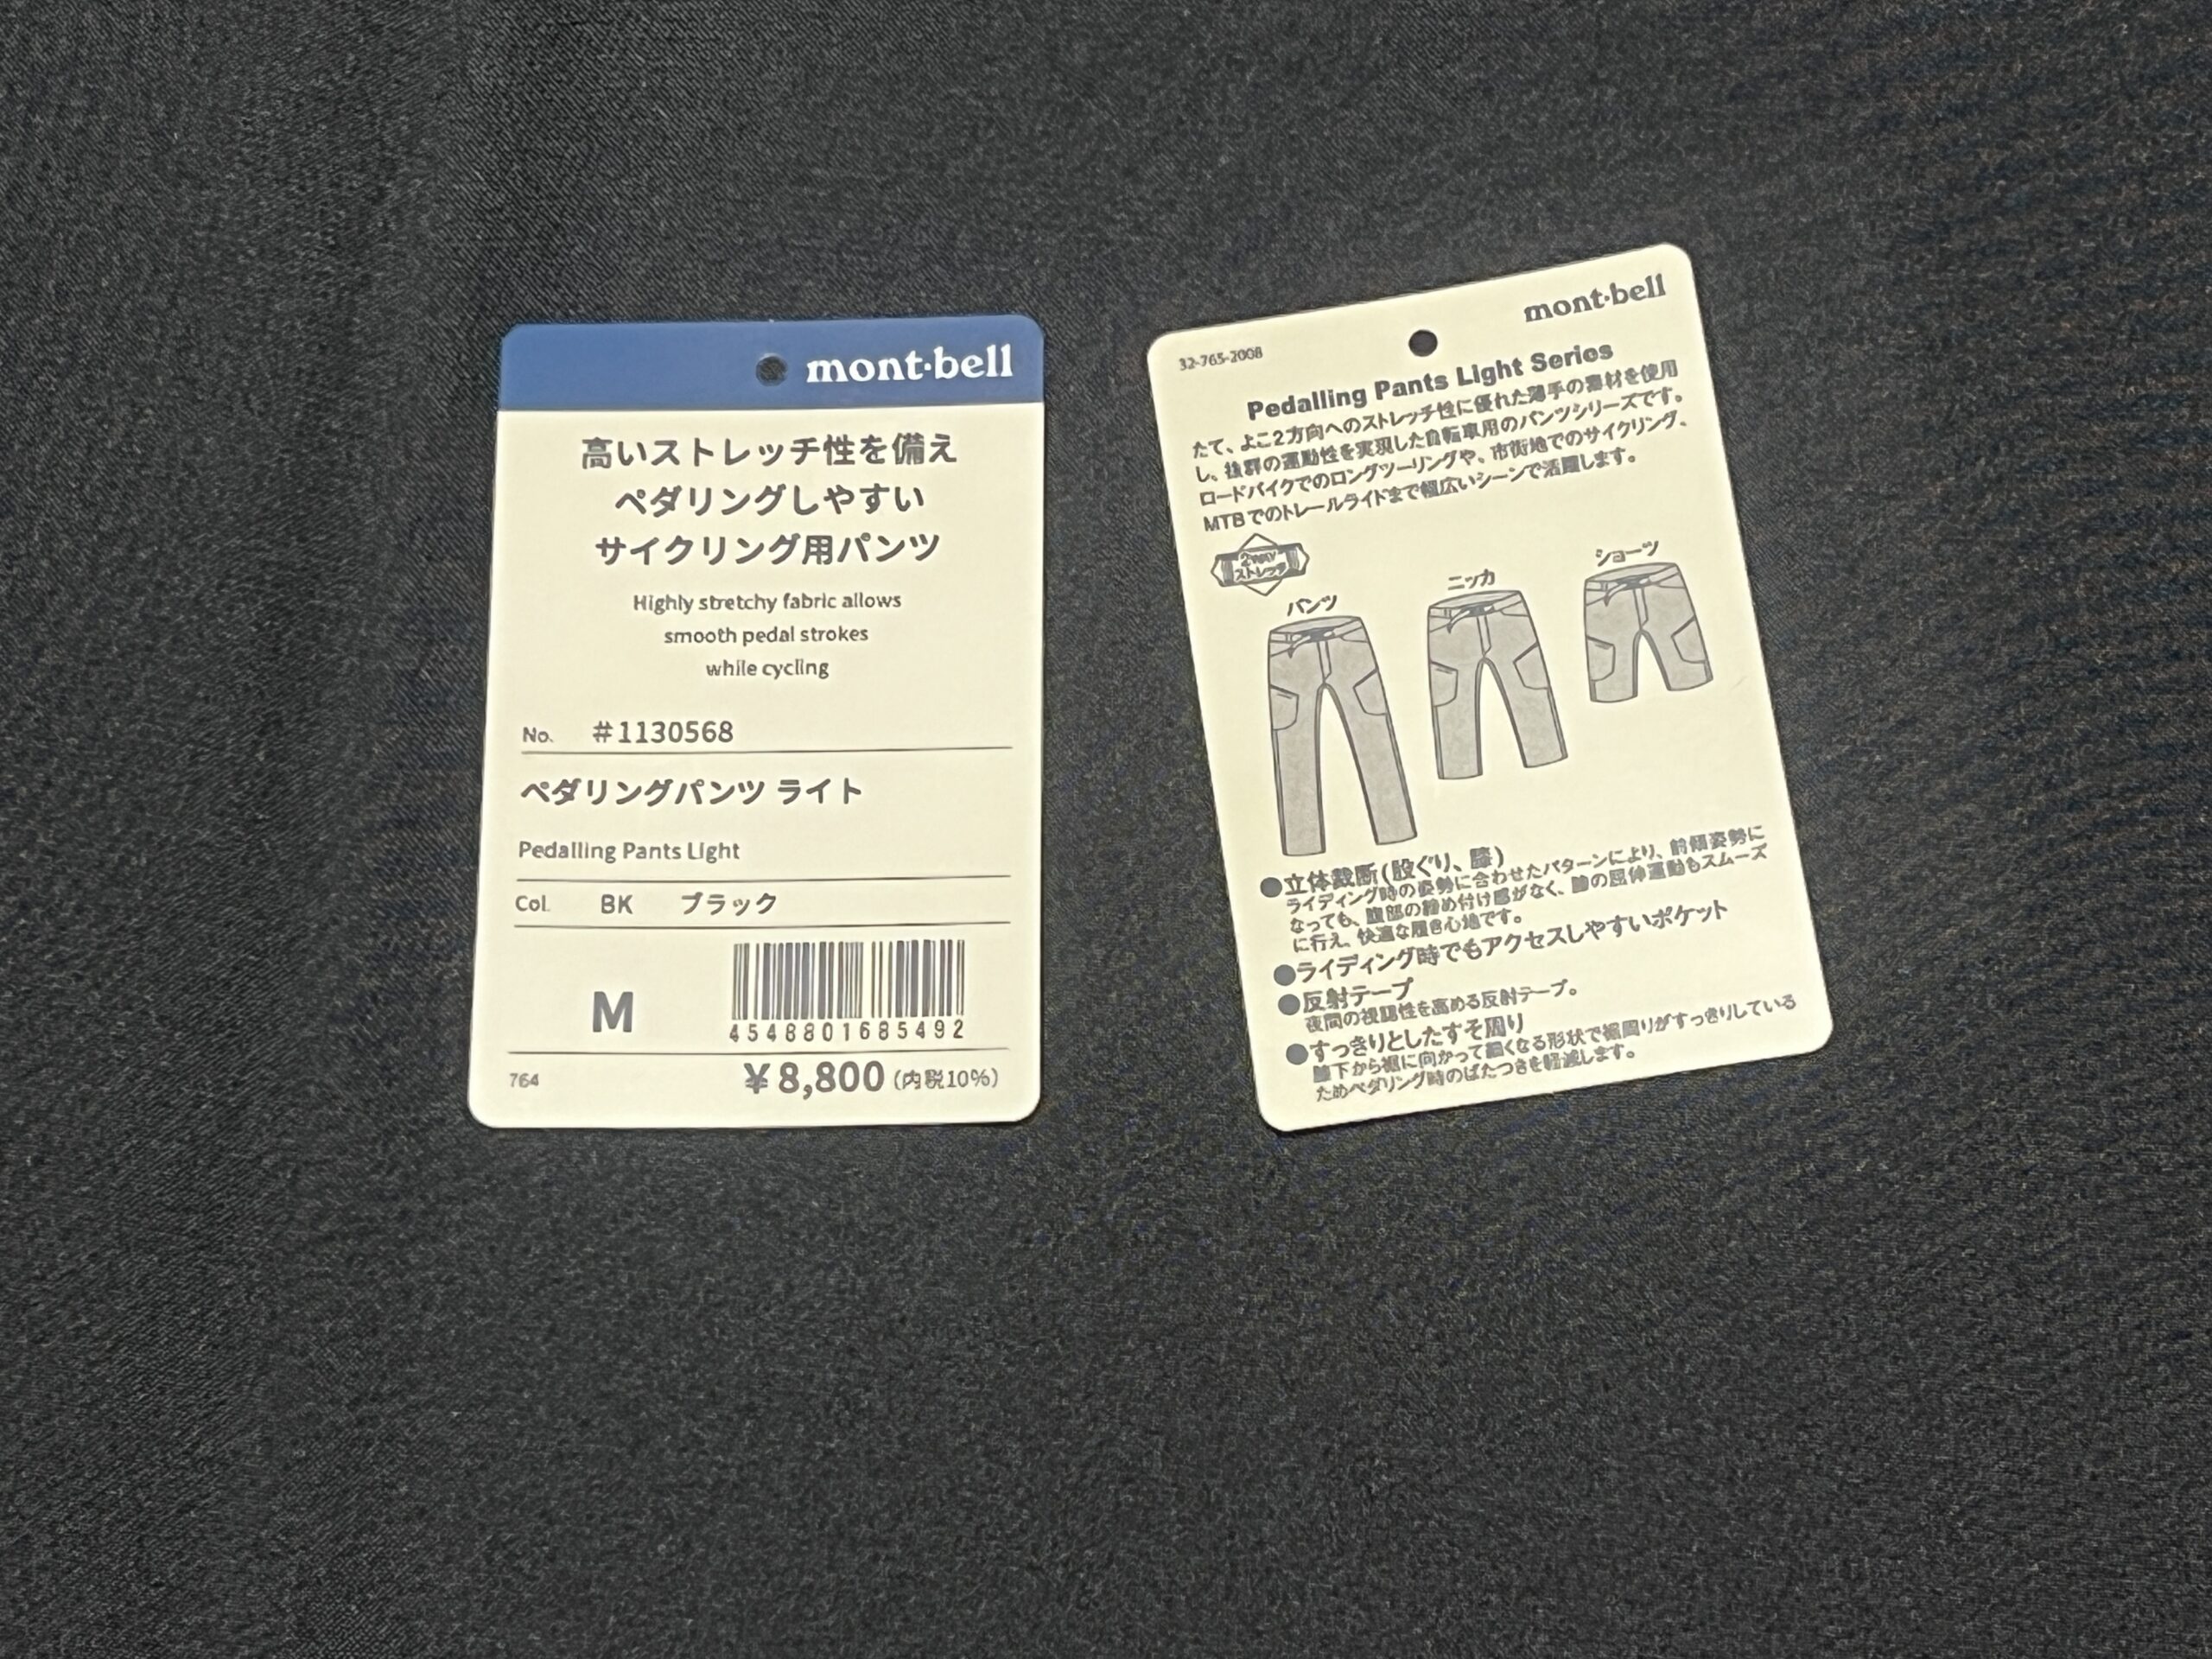 mont·bell
高いストレッチ性を備え
ペダリングしやすい
サイクリング用パンツ
Highly stretchy fabric allows
smooth pedal strokes
while cycling
No. #1130568
ペダリングパンツ ライト
Pedalling Pants Light
Col. BK ブラック
M
4548801685492
764 ¥8,800(内税10%)
mont·bell
32-765-2008
Pedalling Pants Light Series
たて、よこ2方向へのストレッチ性に優れた薄手の素材を使用
し、抜群の運動性を実現した自転車用のパンツシリーズです。
ロードバイクでのロングツーリングや、市街地でのサイクリング、
MTBでのトレールライドまで幅広いシーンで活躍します。
2-WAY
ストレッチ
パンツ
ニッカ
ショーツ
●立体裁断(股ぐり、膝)
ライディング時の姿勢に合わせたパターンにより、前傾姿勢に
なっても、腹部の締め付け感がなく、膝の屈伸運動もスムーズ
に行え、快適な履き心地です。
●ライディング時でもアクセスしやすいポケット
●反射テープ
夜間の視認性を高める反射テープ。
●すっきりとしたすそ周り
膝下から裾に向かって細くなる形状で裾周りがすっきりしている
ためペダリング時のばたつきを軽減します。